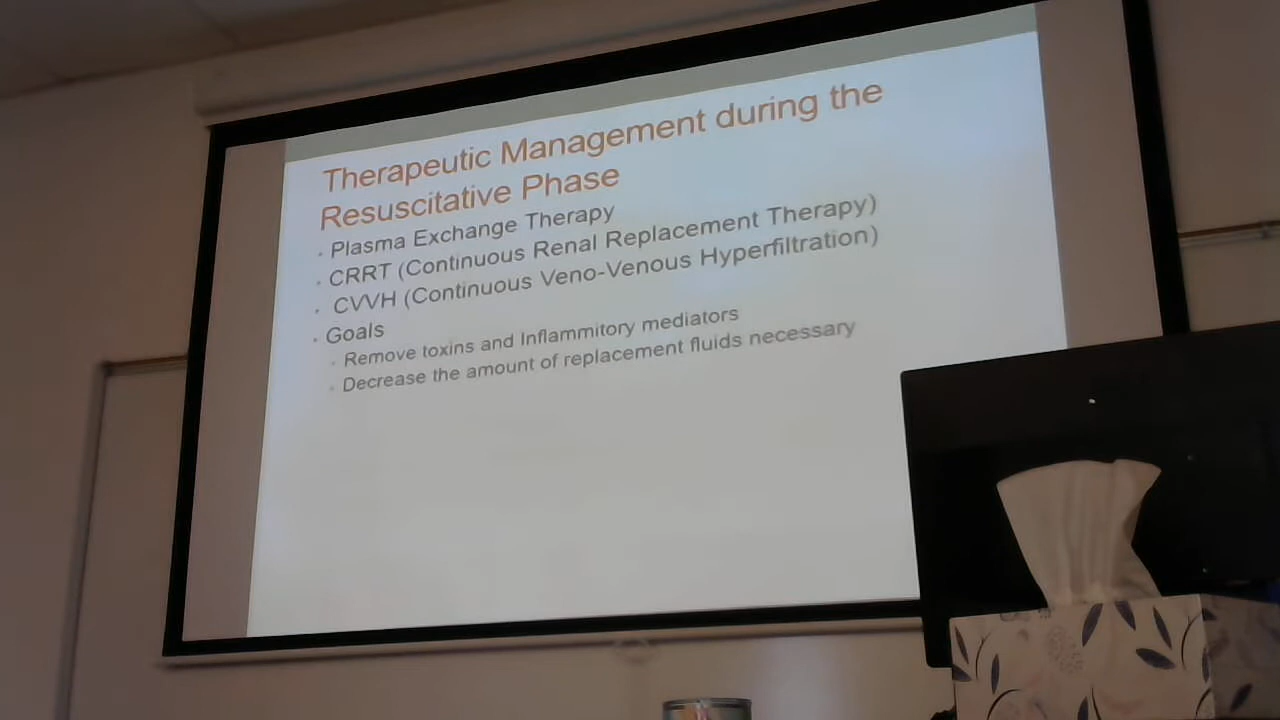 Therapeutic Management during the
Resuscitative Phase
· Plasma Exchange Therapy
· CRRT (Continuous Renal Replacement Therapy)
· CVVH (Continuous Veno-Venous Hyperfiltration)
· Goals
· Remove toxins and Inflammitory mediators
· Decrease the amount of replacement fluids necessary